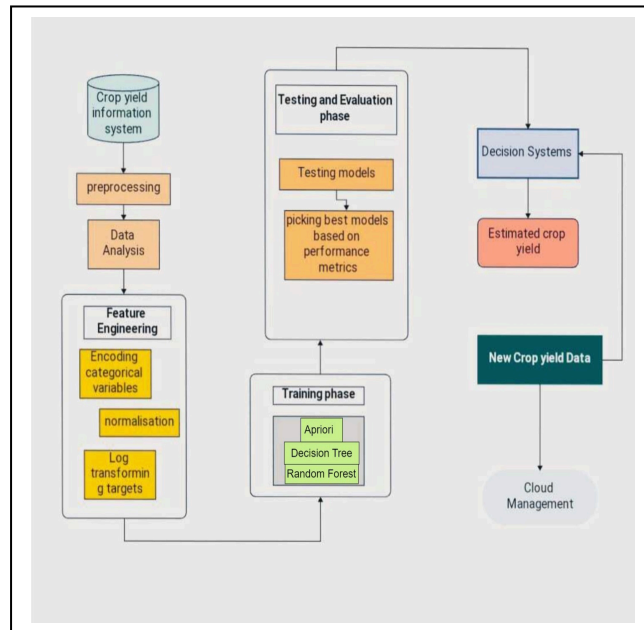 Crop yield
information
system
preprocessing
Data
Analysis
Feature
Engineering
Encoding
categorical
variables
normalisation
Log
transformin
g targets
Testing and Evaluation
phase
Testing models
picking best models
based on
performance
metrics
Training phase
Apriori
Decision Tree
Random Forest
Decision Systems
Estimated crop
yield
New Crop yield Data
Cloud
Management